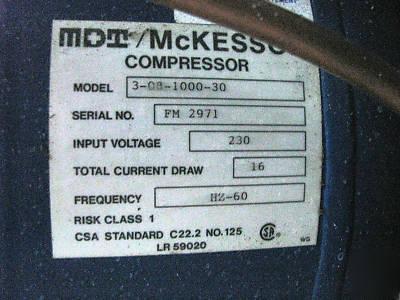 MDT/McKESSO
COMPRESSOR
MODEL 3-08-1000-30
SERIAL NO. FM 2971
INPUT VOLTAGE 230
TOTAL CURRENT DRAW 16
FREQUENCY HZ-60
RISK CLASS 1
CSA STANDARD C22.2 NO.125
LR 59020